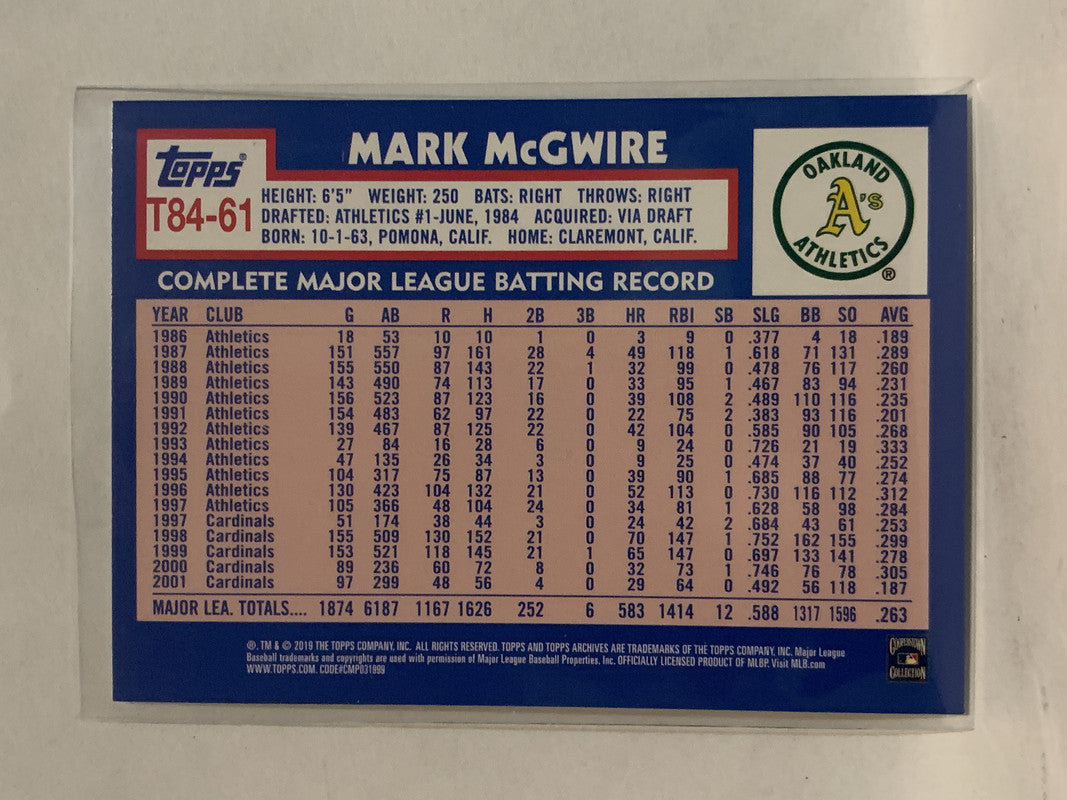 MARK McGWIRE
TOPPS®
T84-61
HEIGHT: 6'5" WEIGHT: 250 BATS: RIGHT THROWS: RIGHT
DRAFTED: ATHLETICS #1-JUNE, 1984 ACQUIRED: VIA DRAFT
BORN: 10-1-63, POMONA, CALIF. HOME: CLAREMONT, CALIF.
OAKLAND
A's
ATHLETICS
®
COMPLETE MAJOR LEAGUE BATTING RECORD
YEAR CLUB G AB R H 2B 3B HR RBI SB SLG BB SO AVG
1986 Athletics 18 53 10 10 1 0 3 9 0 .377 4 18 .189
1987 Athletics 151 557 97 161 28 4 49 118 1 .618 71 131 .289
1988 Athletics 155 550 87 143 22 1 32 99 0 .478 76 117 .260
1989 Athletics 143 490 74 113 17 0 33 95 1 .467 83 94 .231
1990 Athletics 156 523 87 123 16 0 39 108 2 .489 110 116 .235
1991 Athletics 154 483 62 97 22 0 22 75 2 .383 93 116 .201
1992 Athletics 139 467 87 125 22 0 42 104 0 .585 90 105 .268
1993 Athletics 27 84 16 28 6 0 9 24 0 .726 21 19 .333
1994 Athletics 47 135 26 34 3 0 9 25 0 .474 37 40 .252
1995 Athletics 104 317 75 87 13 0 39 90 1 .685 88 77 .274
1996 Athletics 130 423 104 132 21 0 52 113 0 .730 116 112 .312
1997 Athletics 105 366 48 104 24 0 34 81 1 .628 58 98 .284
1997 Cardinals 51 174 38 44 3 0 24 42 2 .684 43 61 .253
1998 Cardinals 155 509 130 152 21 0 70 147 1 .752 162 155 .299
1999 Cardinals 153 521 118 145 21 1 65 147 0 .697 133 141 .278
2000 Cardinals 89 236 60 72 8 0 32 73 1 .746 76 78 .305
2001 Cardinals 97 299 48 56 4 0 29 64 0 .492 56 118 .187
MAJOR LEA. TOTALS.... 1874 6187 1167 1626 252 6 583 1414 12 .588 1317 1596 .263
®, TM & © 2019 THE TOPPS COMPANY, INC. ALL RIGHTS RESERVED. TOPPS AND TOPPS ARCHIVES ARE TRADEMARKS OF THE TOPPS COMPANY, INC. Major League
Baseball trademarks and copyrights are used with permission of Major League Baseball Properties, Inc. OFFICIALLY LICENSED PRODUCT OF MLBP. Visit MLB.com
WWW.TOPPS.COM. CODE#CMP031999
COOPERSTOWN
COLLECTION